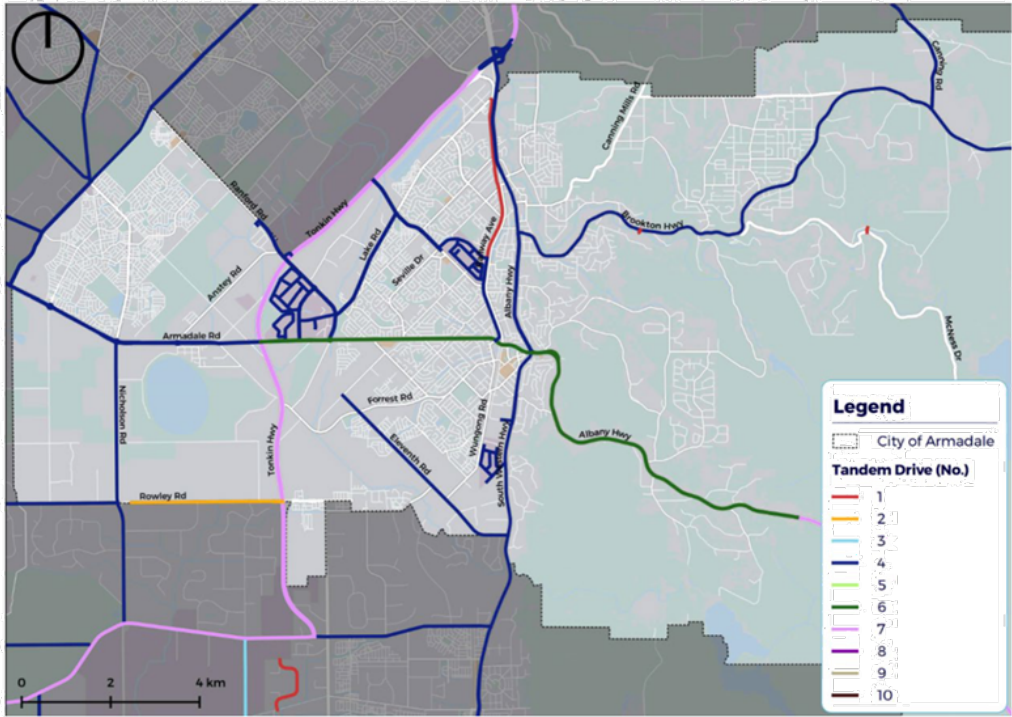 Canning Rd
Canning Mills Rd
Ranford Rd
Tonkin Hwy
Brookton Hwy
Lake Rd
Seville Dr
Anstey Rd
Albany Hwy
Armadale Rd
McNess Dr
Nicholson Rd
Forrest Rd
Wungong Rd
Eleventh Rd
Albany Hwy
Tonkin Hwy
South Western Hwy
Rowley Rd
0 2 4 km
Legend
City of Armadale
Tandem Drive (No.)
1
2
3
4
5
6
7
8
9
10